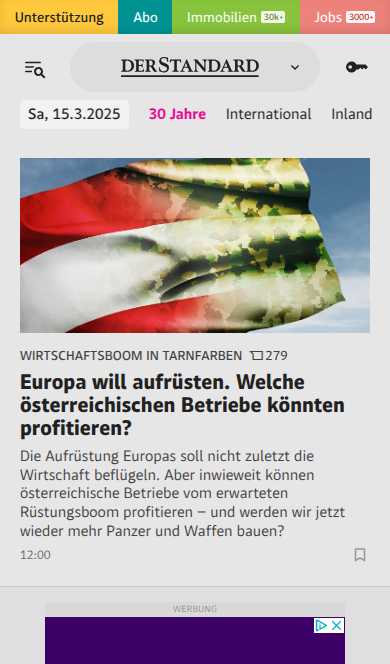 Unterstützung Abo Immobilien 30k+ Jobs 3000+
DERSTANDARD
Sa, 15.3.2025 30 Jahre International Inland
WIRTSCHAFTSBOOM IN TARNFARBEN 279
Europa will aufrüsten. Welche
österreichischen Betriebe könnten
profitieren?
Die Aufrüstung Europas soll nicht zuletzt die
Wirtschaft beflügeln. Aber inwieweit können
österreichische Betriebe vom erwarteten
Rüstungsboom profitieren – und werden wir jetzt
wieder mehr Panzer und Waffen bauen?
12:00
WERBUNG